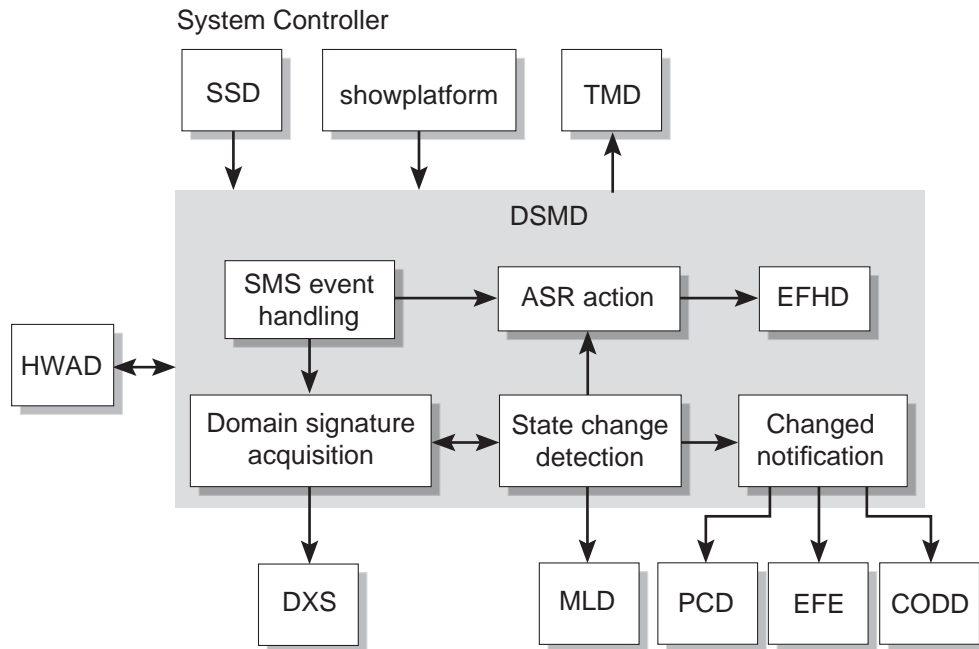 System Controller
SSD
showplatform
TMD
DSMD
SMS event
handling
ASR action
EFHD
HWAD
Domain signature
acquisition
State change
detection
Changed
notification
DXS
MLD
PCD
EFE
CODD